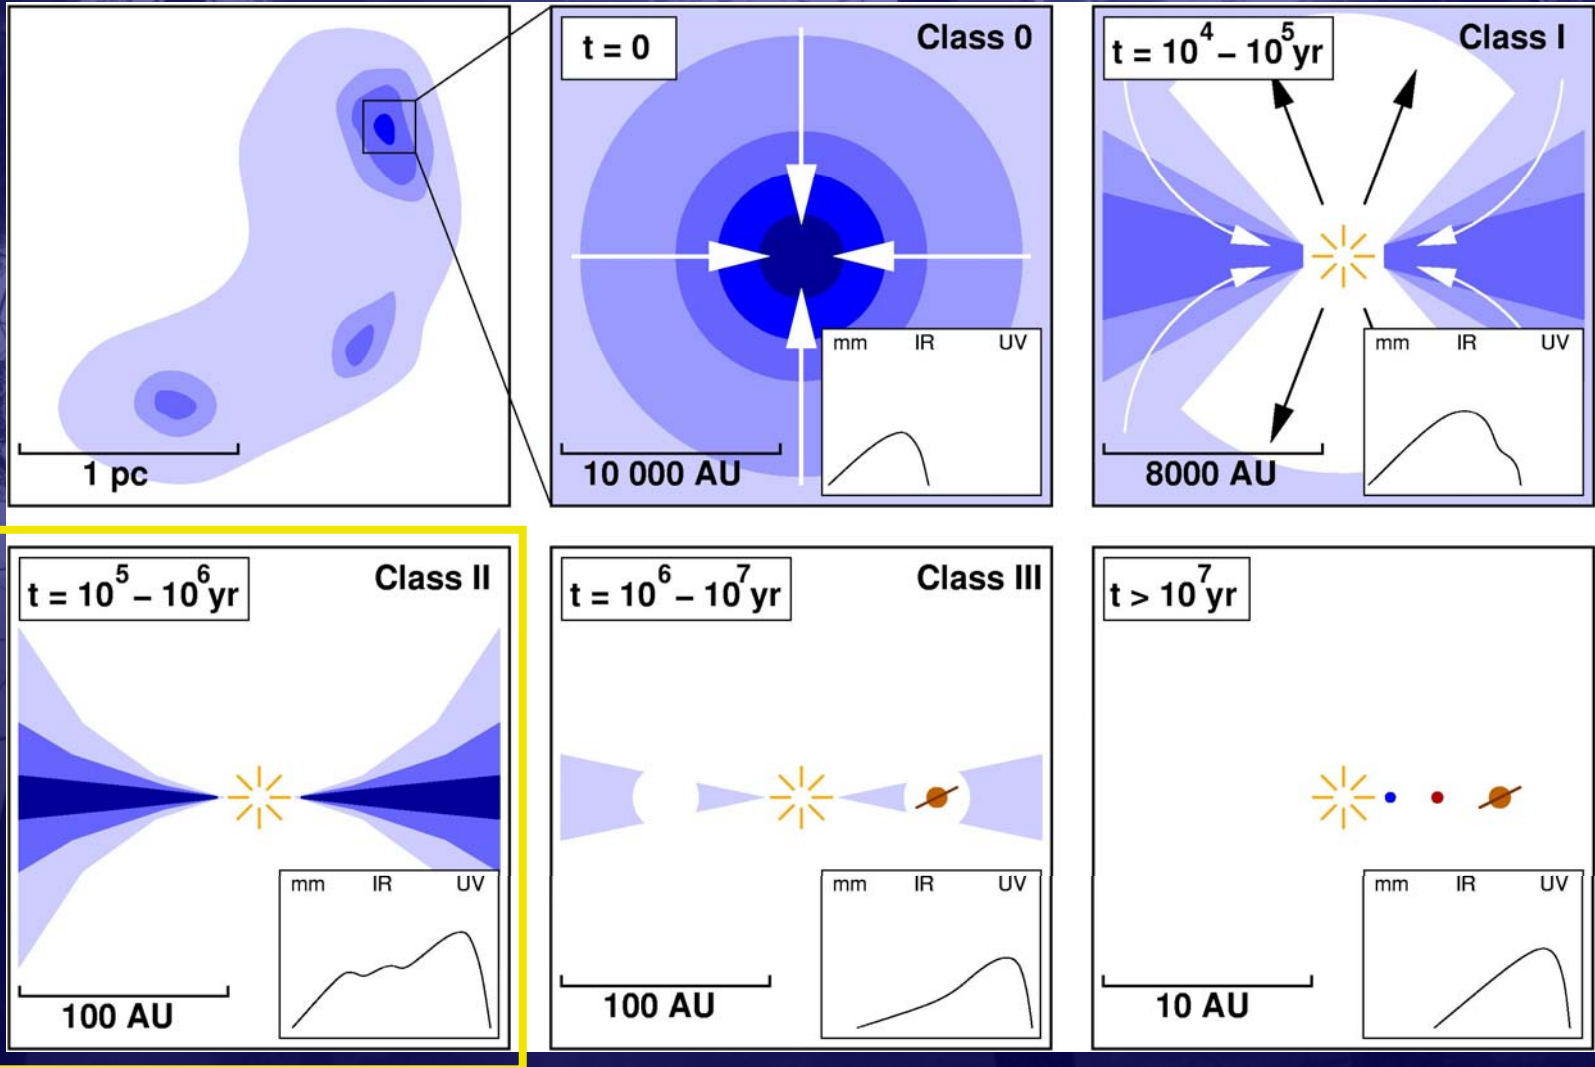 1 pc
t = 0
Class 0
mm IR UV
10 000 AU
t = 10⁴ – 10⁵yr
Class I
mm IR UV
8000 AU
t = 10⁵ – 10⁶yr
Class II
mm IR UV
100 AU
t = 10⁶ – 10⁷yr
Class III
mm IR UV
100 AU
t > 10⁷yr
mm IR UV
10 AU